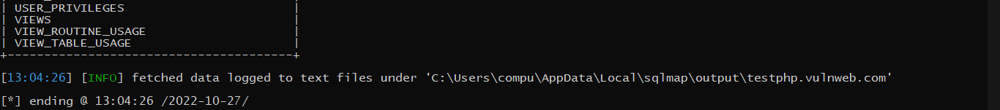 | USER_PRIVILEGES |
| VIEWS |
| VIEW_ROUTINE_USAGE |
| VIEW_TABLE_USAGE |
+---------------------------------------+
[13:04:26] [INFO] fetched data logged to text files under 'C:\Users\compu\AppData\Local\sqlmap\output\testphp.vulnweb.com'
[*] ending @ 13:04:26 /2022-10-27/